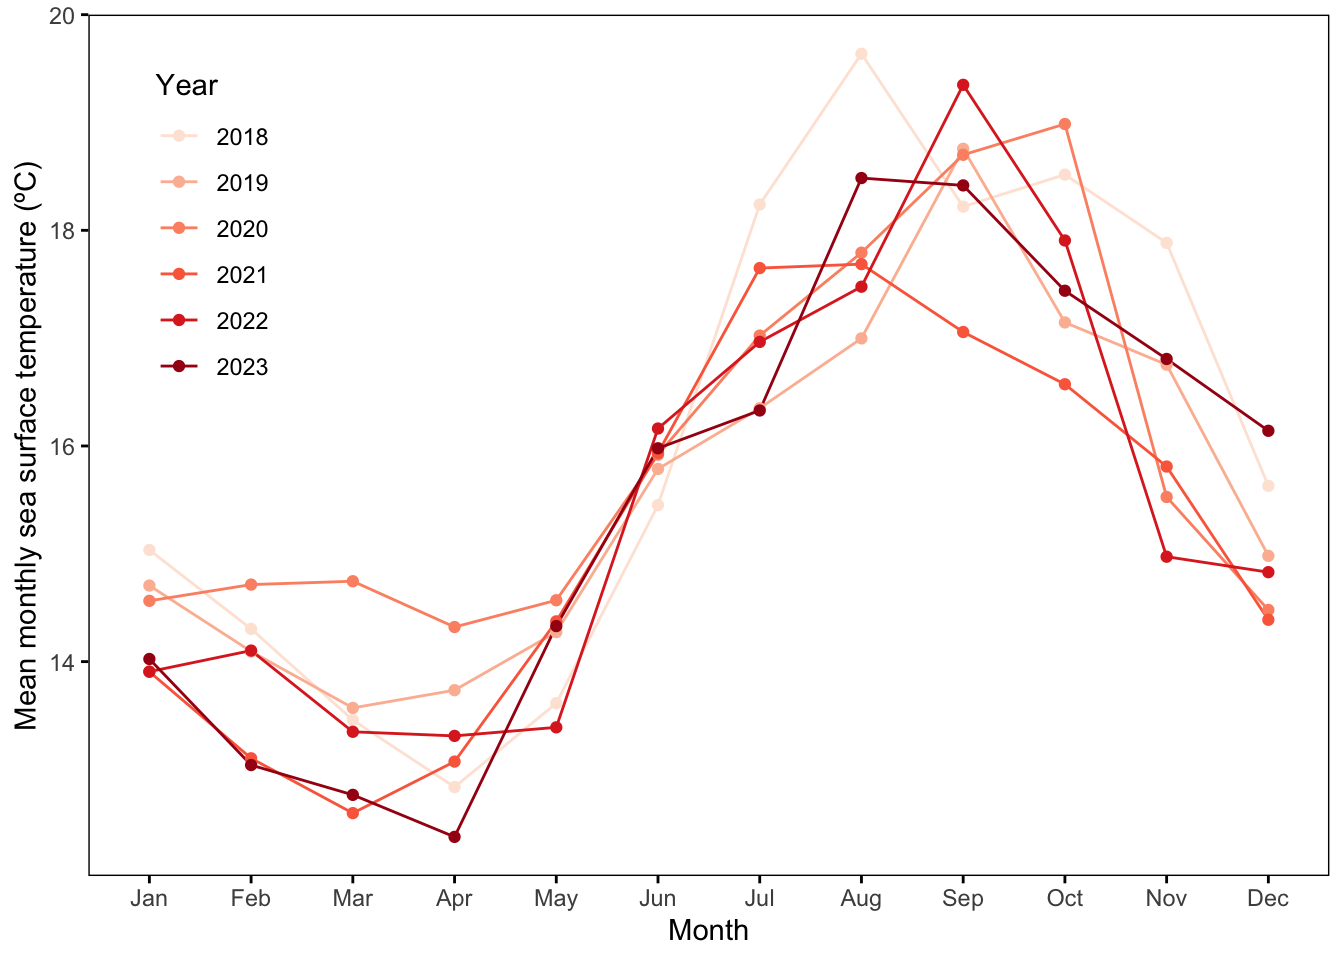 Year
2018
2019
2020
2021
2022
2023
Mean monthly sea surface temperature (ºC)
20
18
16
14
Jan Feb Mar Apr May Jun Jul Aug Sep Oct Nov Dec
Month